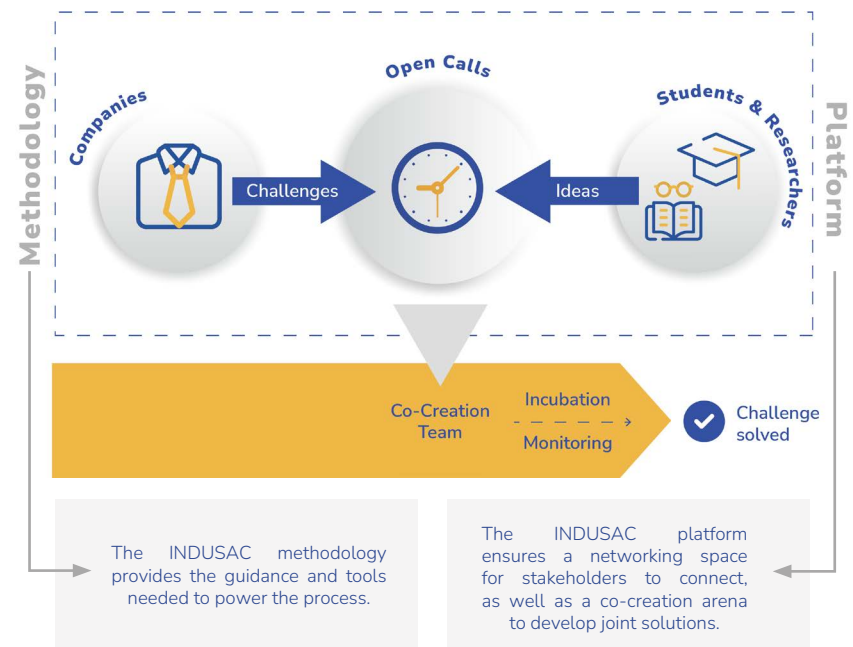 Methodology
Platform
Companies
Open Calls
Students & Researchers
Challenges
Ideas
Co-Creation
Team
Incubation
Monitoring
Challenge
solved
The INDUSAC methodology
provides the guidance and tools
needed to power the process.
The INDUSAC platform
ensures a networking space
for stakeholders to connect,
as well as a co-creation arena
to develop joint solutions.